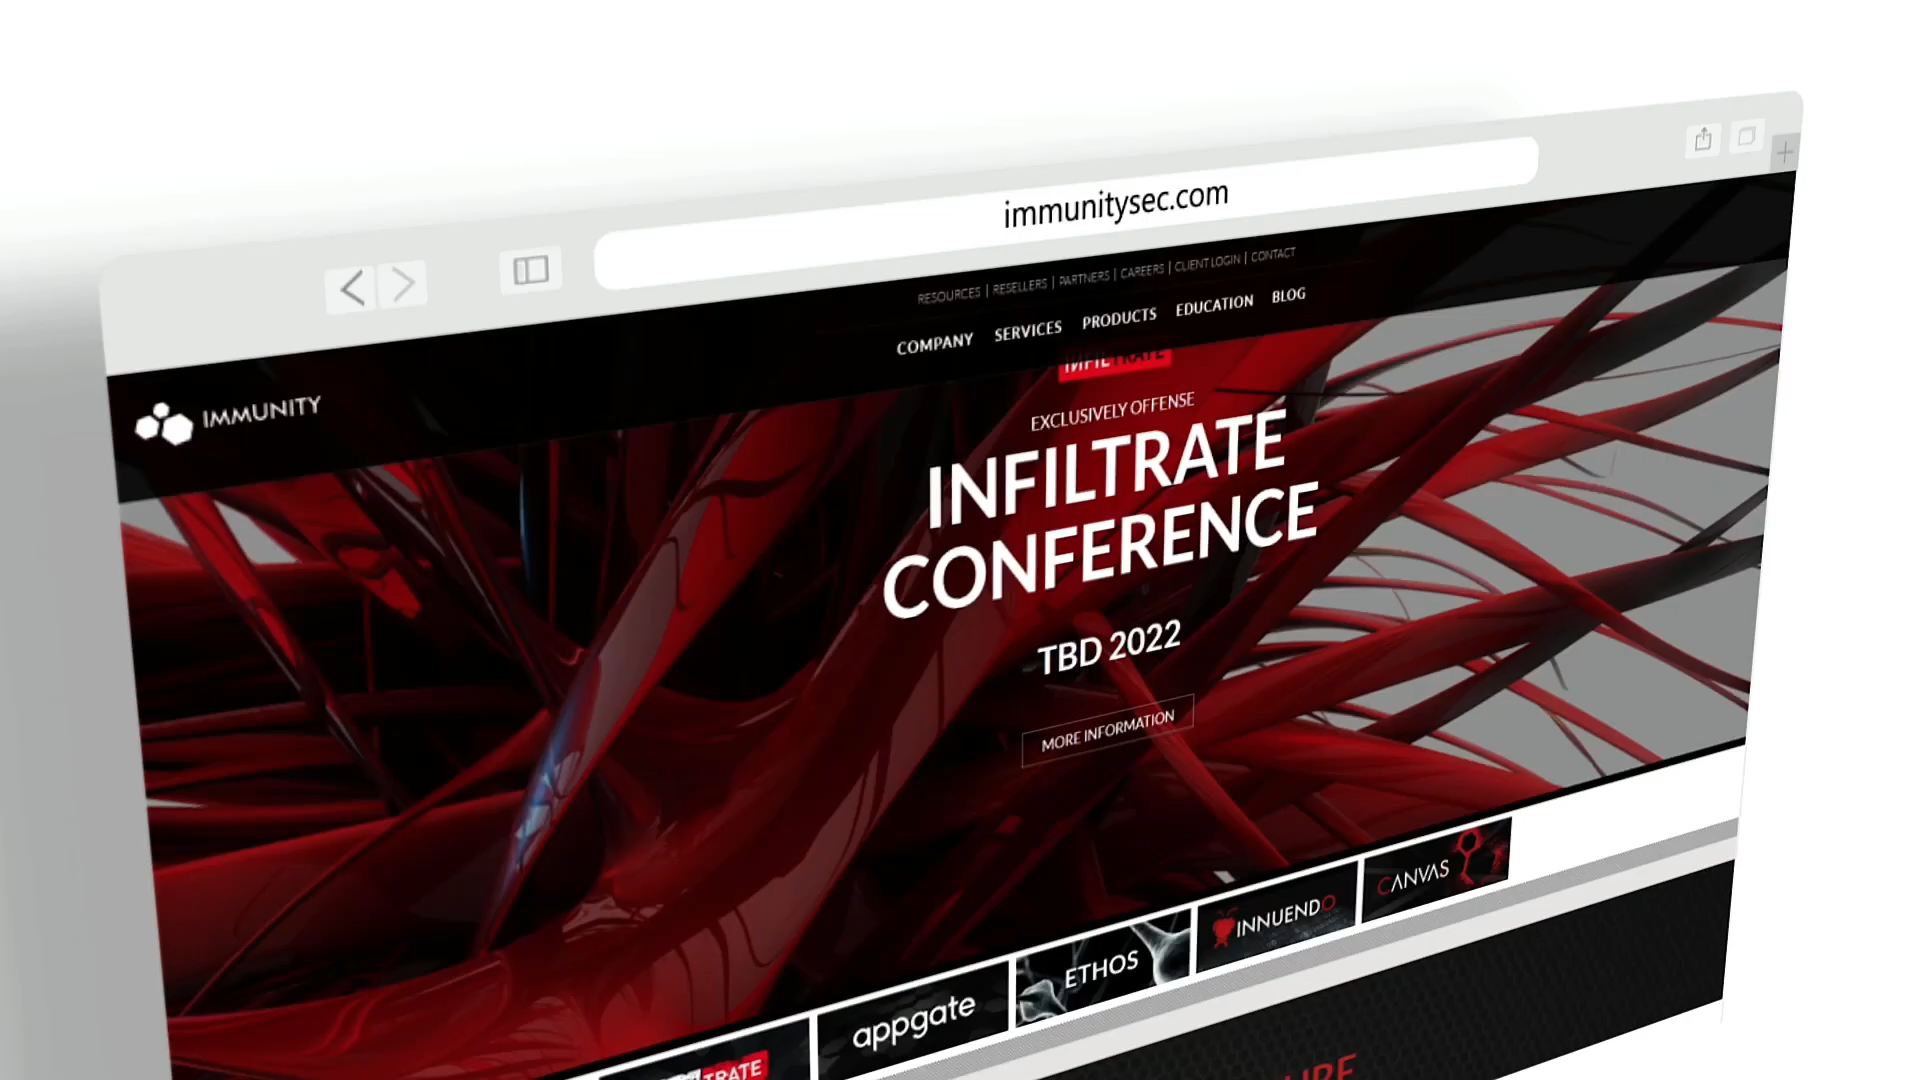 immunitysec.com
RESOURCES | RESELLERS | PARTNERS | CAREERS | CLIENT LOGIN | CONTACT
COMPANY SERVICES PRODUCTS EDUCATION BLOG
IMMUNITY
INFILTRATE
EXCLUSIVELY OFFENSE
INFILTRATE
CONFERENCE
TBD 2022
MORE INFORMATION
TRATE
appgate
ETHOS
INNUENDO
CANVAS